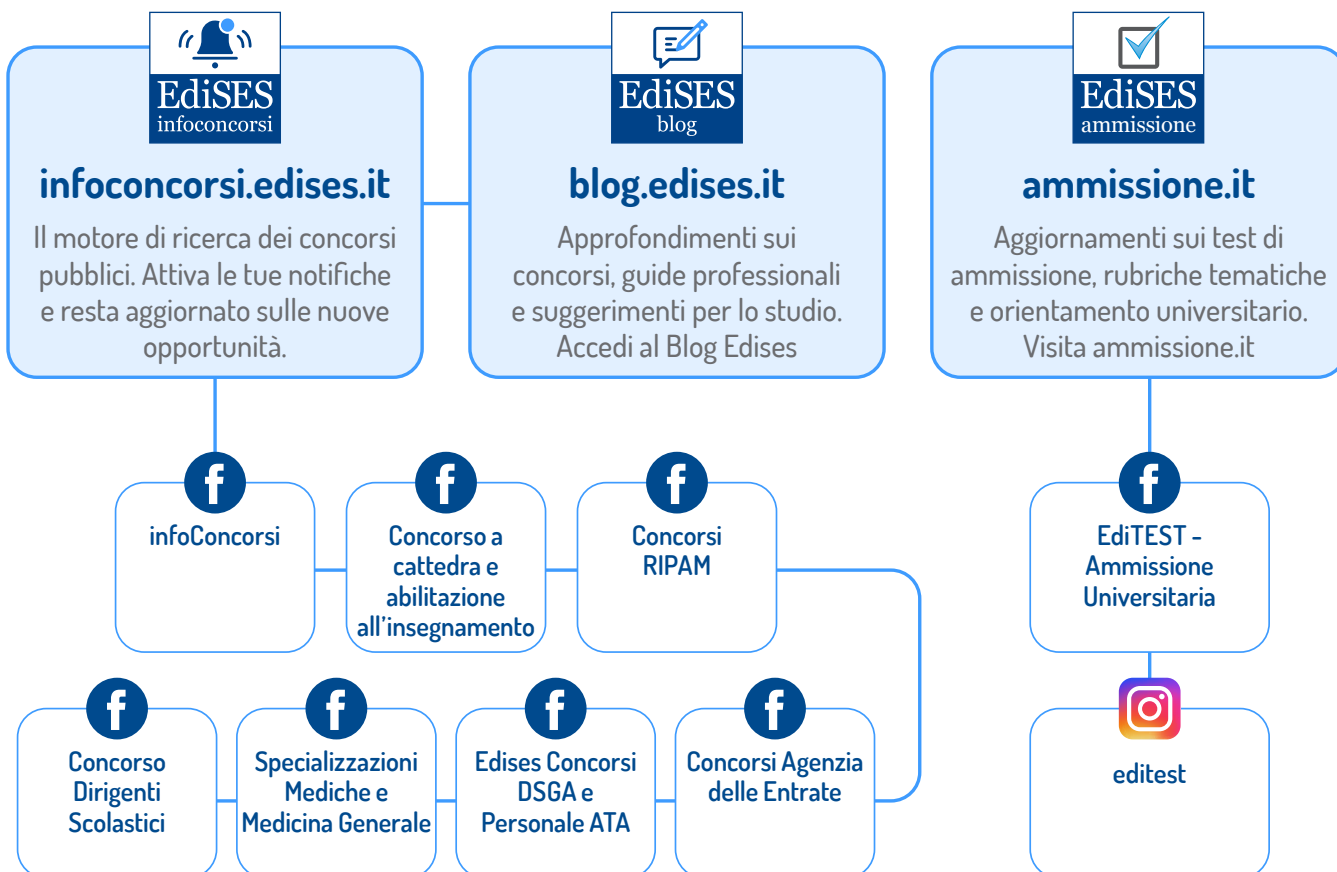 EdiSES
infoconcorsi
infoconcorsi.edises.it
Il motore di ricerca dei concorsi
pubblici. Attiva le tue notifiche
e resta aggiornato sulle nuove
opportunità.
EdiSES
blog
blog.edises.it
Approfondimenti sui
concorsi, guide professionali
e suggerimenti per lo studio.
Accedi al Blog Edises
EdiSES
ammissione
ammissione.it
Aggiornamenti sui test di
ammissione, rubriche tematiche
e orientamento universitario.
Visita ammissione.it
infoConcorsi
Concorso a
cattedra e
abilitazione
all'insegnamento
Concorsi
RIPAM
EdiTEST -
Ammissione
Universitaria
Concorso
Dirigenti
Scolastici
Specializzazioni
Mediche e
Medicina Generale
Edises Concorsi
DSGA e
Personale ATA
Concorsi Agenzia
delle Entrate
editest